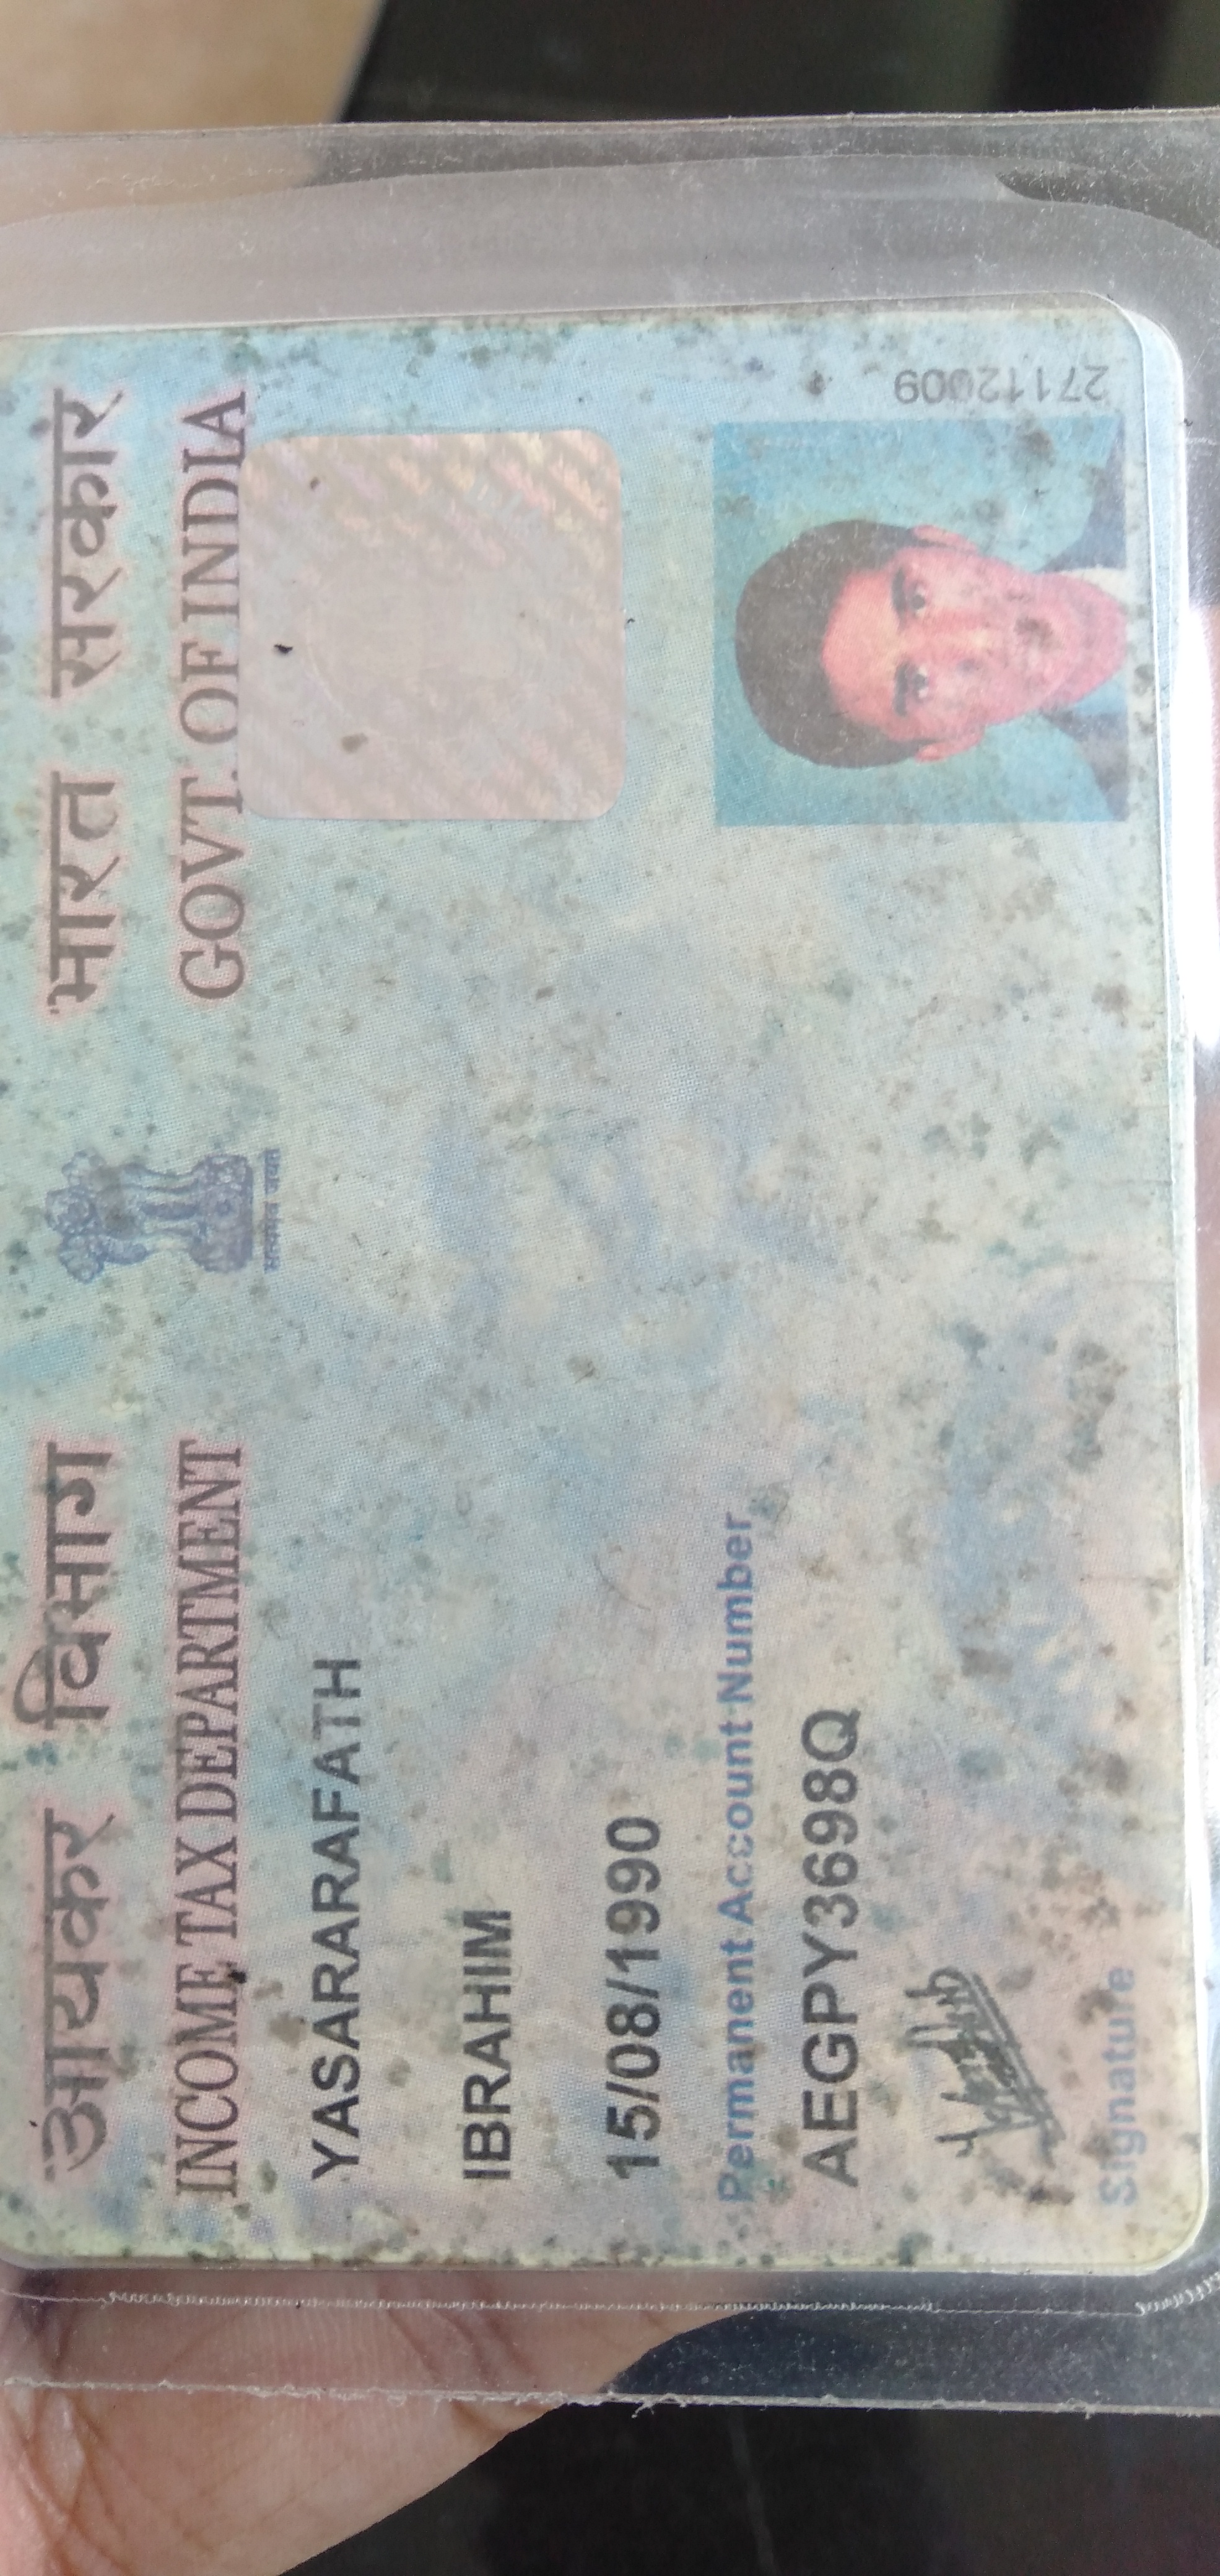 आयकर विभाग
INCOME TAX DEPARTMENT
सत्यमेव जयते
भारत सरकार
GOVT. OF INDIA
YASARARAFATH
IBRAHIM
15/08/1990
Permanent Account Number
AEGPY3698Q
Signature
27112009